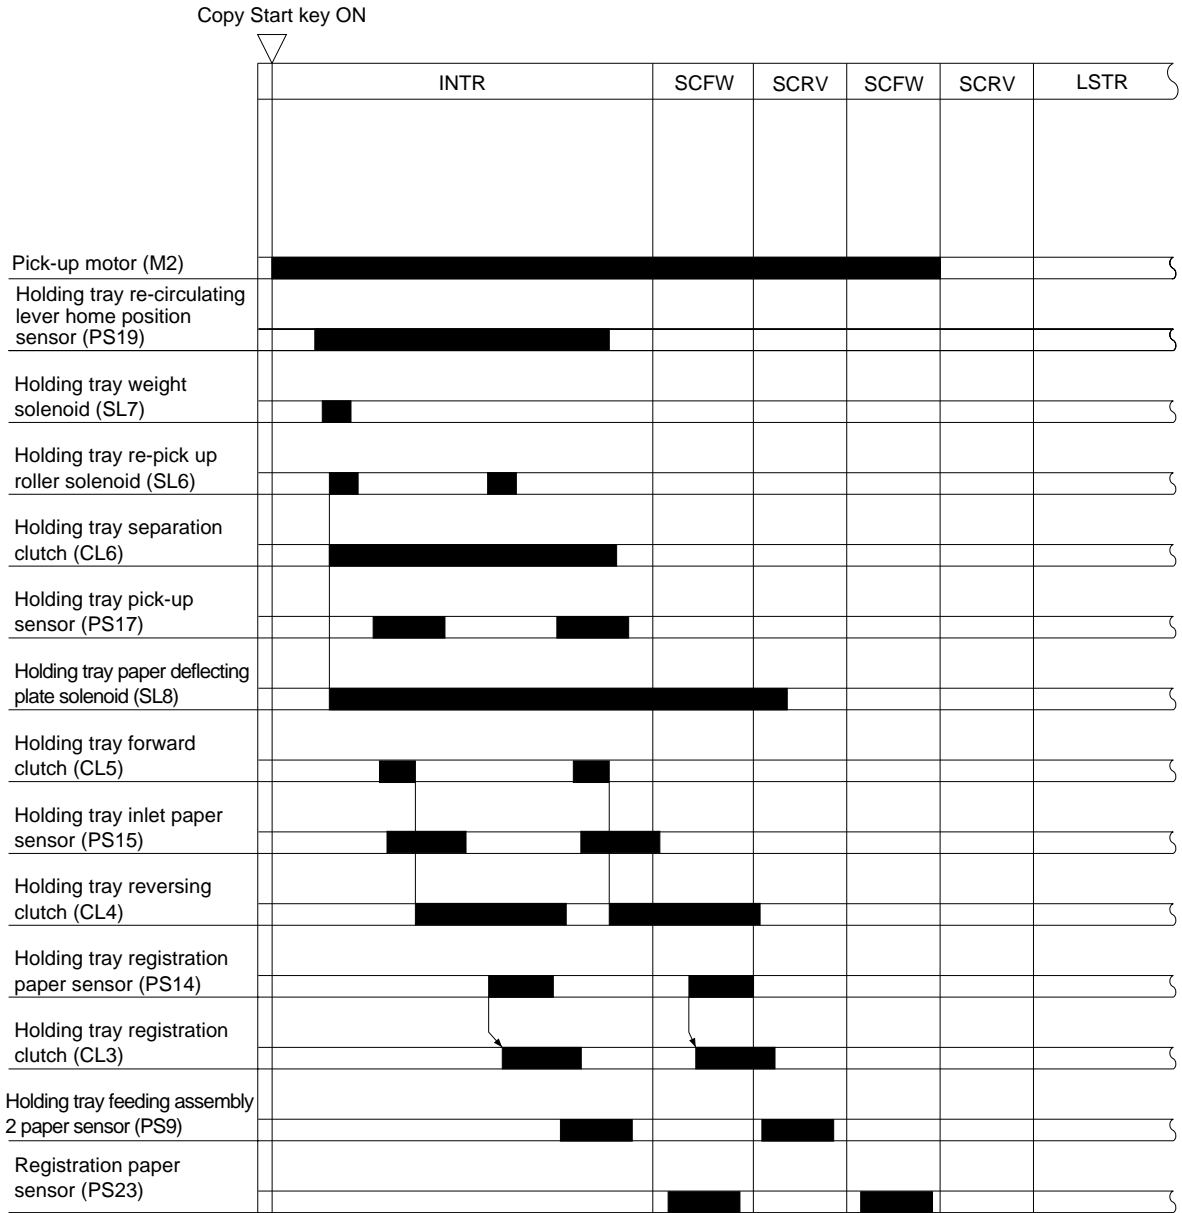 Copy Start key ON
INTR SCFW SCRV SCFW SCRV LSTR
Pick-up motor (M2)
Holding tray re-circulating
lever home position
sensor (PS19)
Holding tray weight
solenoid (SL7)
Holding tray re-pick up
roller solenoid (SL6)
Holding tray separation
clutch (CL6)
Holding tray pick-up
sensor (PS17)
Holding tray paper deflecting
plate solenoid (SL8)
Holding tray forward
clutch (CL5)
Holding tray inlet paper
sensor (PS15)
Holding tray reversing
clutch (CL4)
Holding tray registration
paper sensor (PS14)
Holding tray registration
clutch (CL3)
Holding tray feeding assembly
2 paper sensor (PS9)
Registration paper
sensor (PS23)